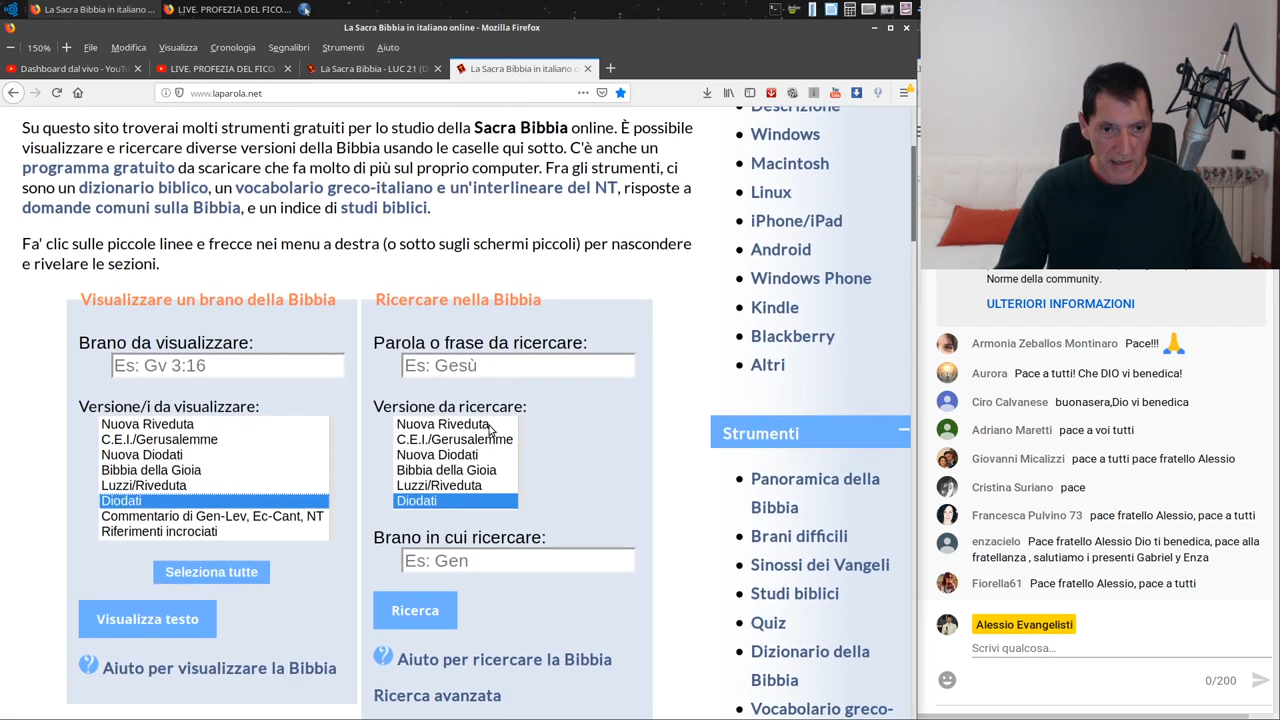 La Sacra Bibbia in italiano ...
LIVE. PROFEZIA DEL FICO....
La Sacra Bibbia in italiano online - Mozilla Firefox
150%
File Modifica Visualizza Cronologia Segnalibri Strumenti Aiuto
Dashboard dal vivo - YouTu
LIVE. PROFEZIA DEL FICO.
La Sacra Bibbia - LUC 21 (D
La Sacra Bibbia in italiano o
www.laparola.net
Su questo sito troverai molti strumenti gratuiti per lo studio della Sacra Bibbia online. È possibile
visualizzare e ricercare diverse versioni della Bibbia usando le caselle qui sotto. C'è anche un
programma gratuito da scaricare che fa molto di più sul proprio computer. Fra gli strumenti, ci
sono un dizionario biblico, un vocabolario greco-italiano e un'interlineare del NT, risposte a
domande comuni sulla Bibbia, e un indice di studi biblici.
Fa' clic sulle piccole linee e frecce nei menu a destra (o sotto sugli schermi piccoli) per nascondere
e rivelare le sezioni.
Visualizzare un brano della Bibbia
Brano da visualizzare:
Es: Gv 3:16
Versione/i da visualizzare:
Nuova Riveduta
C.E.I./Gerusalemme
Nuova Diodati
Bibbia della Gioia
Luzzi/Riveduta
Diodati
Commentario di Gen-Lev, Ec-Cant, NT
Riferimenti incrociati
Seleziona tutte
Visualizza testo
Aiuto per visualizzare la Bibbia
Ricercare nella Bibbia
Parola o frase da ricercare:
Es: Gesù
Versione da ricercare:
Nuova Riveduta
C.E.I./Gerusalemme
Nuova Diodati
Bibbia della Gioia
Luzzi/Riveduta
Diodati
Brano in cui ricercare:
Es: Gen
Ricerca
Aiuto per ricercare la Bibbia
Ricerca avanzata
Descrizione
Windows
Macintosh
Linux
iPhone/iPad
Android
Windows Phone
Kindle
Blackberry
Altri
Strumenti
Panoramica della
Bibbia
Brani difficili
Sinossi dei Vangeli
Studi biblici
Quiz
Dizionario della
Bibbia
Vocabolario greco-
Norme della community.
ULTERIORI INFORMAZIONI
Armonia Zeballos Montinaro Pace!!!
Aurora Pace a tutti! Che DIO vi benedica!
Ciro Calvanese buonasera,Dio vi benedica
Adriano Maretti pace a voi tutti
Giovanni Micalizzi pace a tutti pace fratello Alessio
Cristina Suriano pace
Francesca Pulvino 73 pace fratello Alessio, pace a tutti
enzacielo Pace fratello Alessio Dio ti benedica, pace alla
fratellanza , salutiamo i presenti Gabriel y Enza
Fiorella61 Pace fratello Alessio, pace a tutti
Alessio Evangelisti
Scrivi qualcosa...
0/200